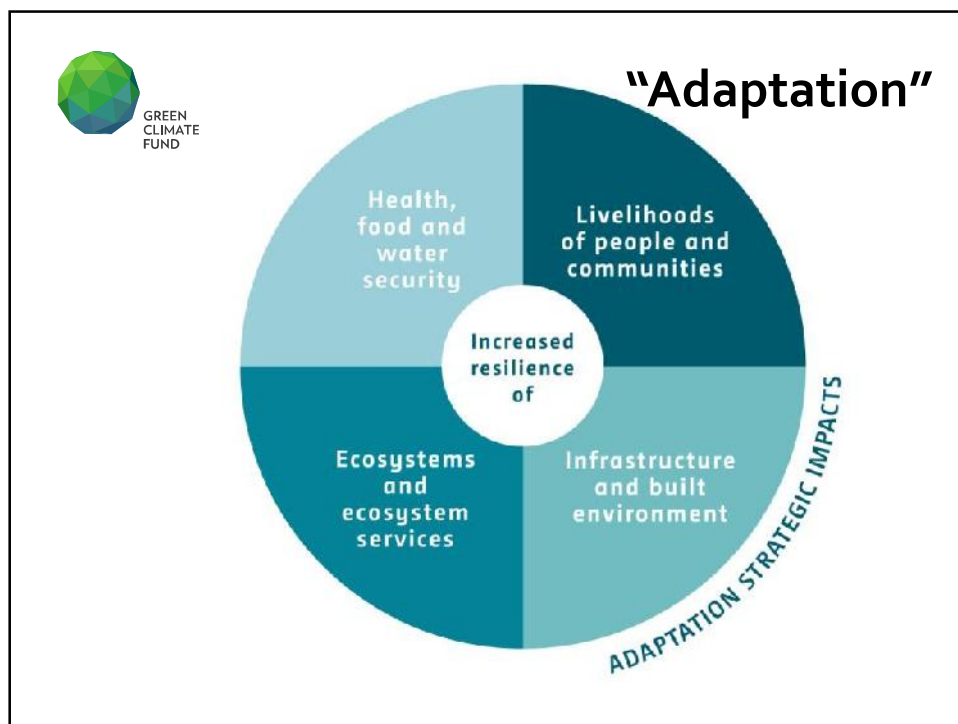 GREEN
CLIMATE
FUND
“Adaptation”
Health,
food and
water
security
Livelihoods
of people and
communities
Increased
resilience
of
Ecosystems
and
ecosystem
services
Infrastructure
and built
environment
ADAPTATION STRATEGIC IMPACTS